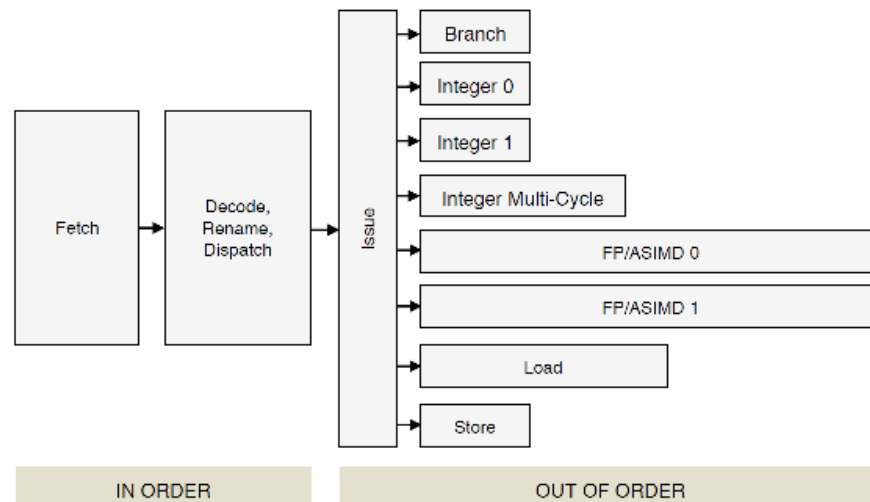 Fetch
Decode,
Rename,
Dispatch
Issue
Branch
Integer 0
Integer 1
Integer Multi-Cycle
FP/ASIMD 0
FP/ASIMD 1
Load
Store
IN ORDER
OUT OF ORDER